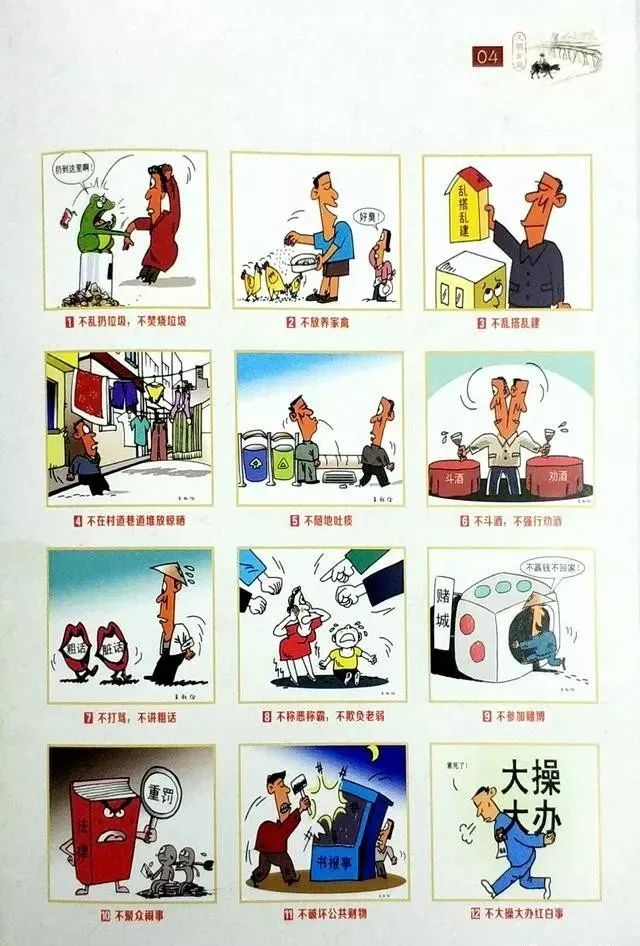 04
扔到这里啊!
1 不乱扔垃圾,不焚烧垃圾
好臭!
2 不放养家禽
乱搭乱建
3 不乱搭乱建
4 不在村道巷道堆放晾晒
5 不随地吐痰
斗酒
劝酒
6 不斗酒,不强行劝酒
粗话
脏话
7 不打骂,不讲粗话
8 不称恶称霸,不欺负老弱
赌城
不赢钱不回家!
9 不参加赌博
法律
重罚
10 不聚众闹事
书报亭
11 不破坏公共财物
累死了!
大操
大办
12 不大操大办红白事